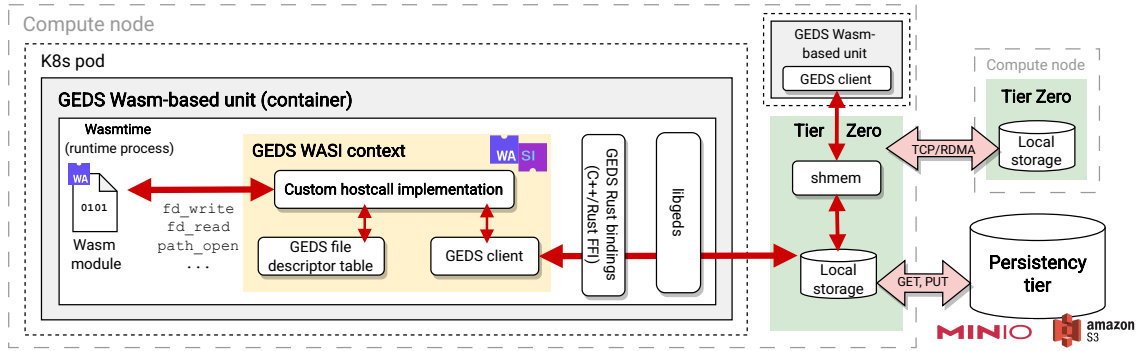 Compute node
K8s pod
GEDS Wasm-based unit (container)
Wasmtime
(runtime process)
WA
0101
Wasm
module
fd_write
fd_read
path_open
...
GEDS WASI context
WA SI
Custom hostcall implementation
GEDS file
descriptor table
GEDS client
GEDS Rust bindings
(C++/Rust FFI)
libgeds
GEDS Wasm-
based unit
GEDS client
Tier Zero
shmem
Local
storage
TCP/RDMA
Compute node
Tier Zero
Local
storage
GET, PUT
Persistency
tier
MINIO
amazon
S3